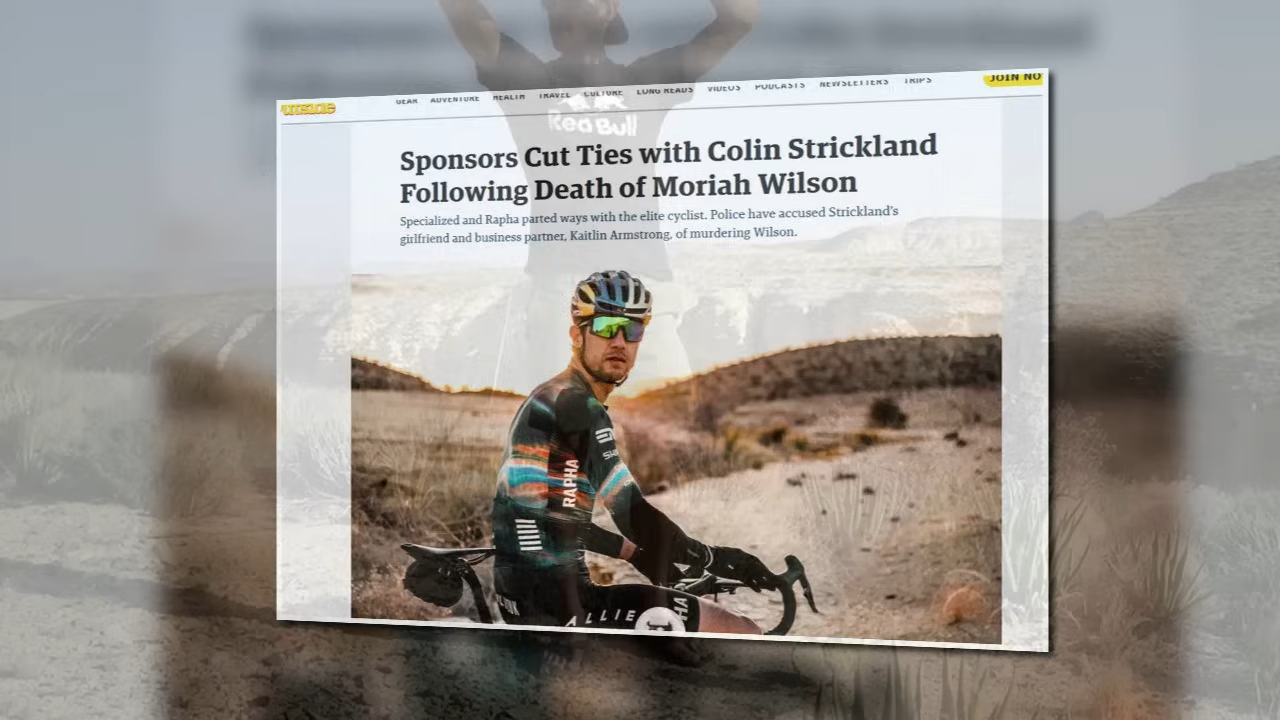 Red Bull
outside
GEAR ADVENTURE HEALTH TRAVEL CULTURE LONG READS VIDEOS PODCASTS NEWSLETTERS TRIPS
JOIN NO
Sponsors Cut Ties with Colin Strickland
Following Death of Moriah Wilson
Specialized and Rapha parted ways with the elite cyclist. Police have accused Strickland's
girlfriend and business partner, Kaitlin Armstrong, of murdering Wilson.
RAPHA
ALLIE